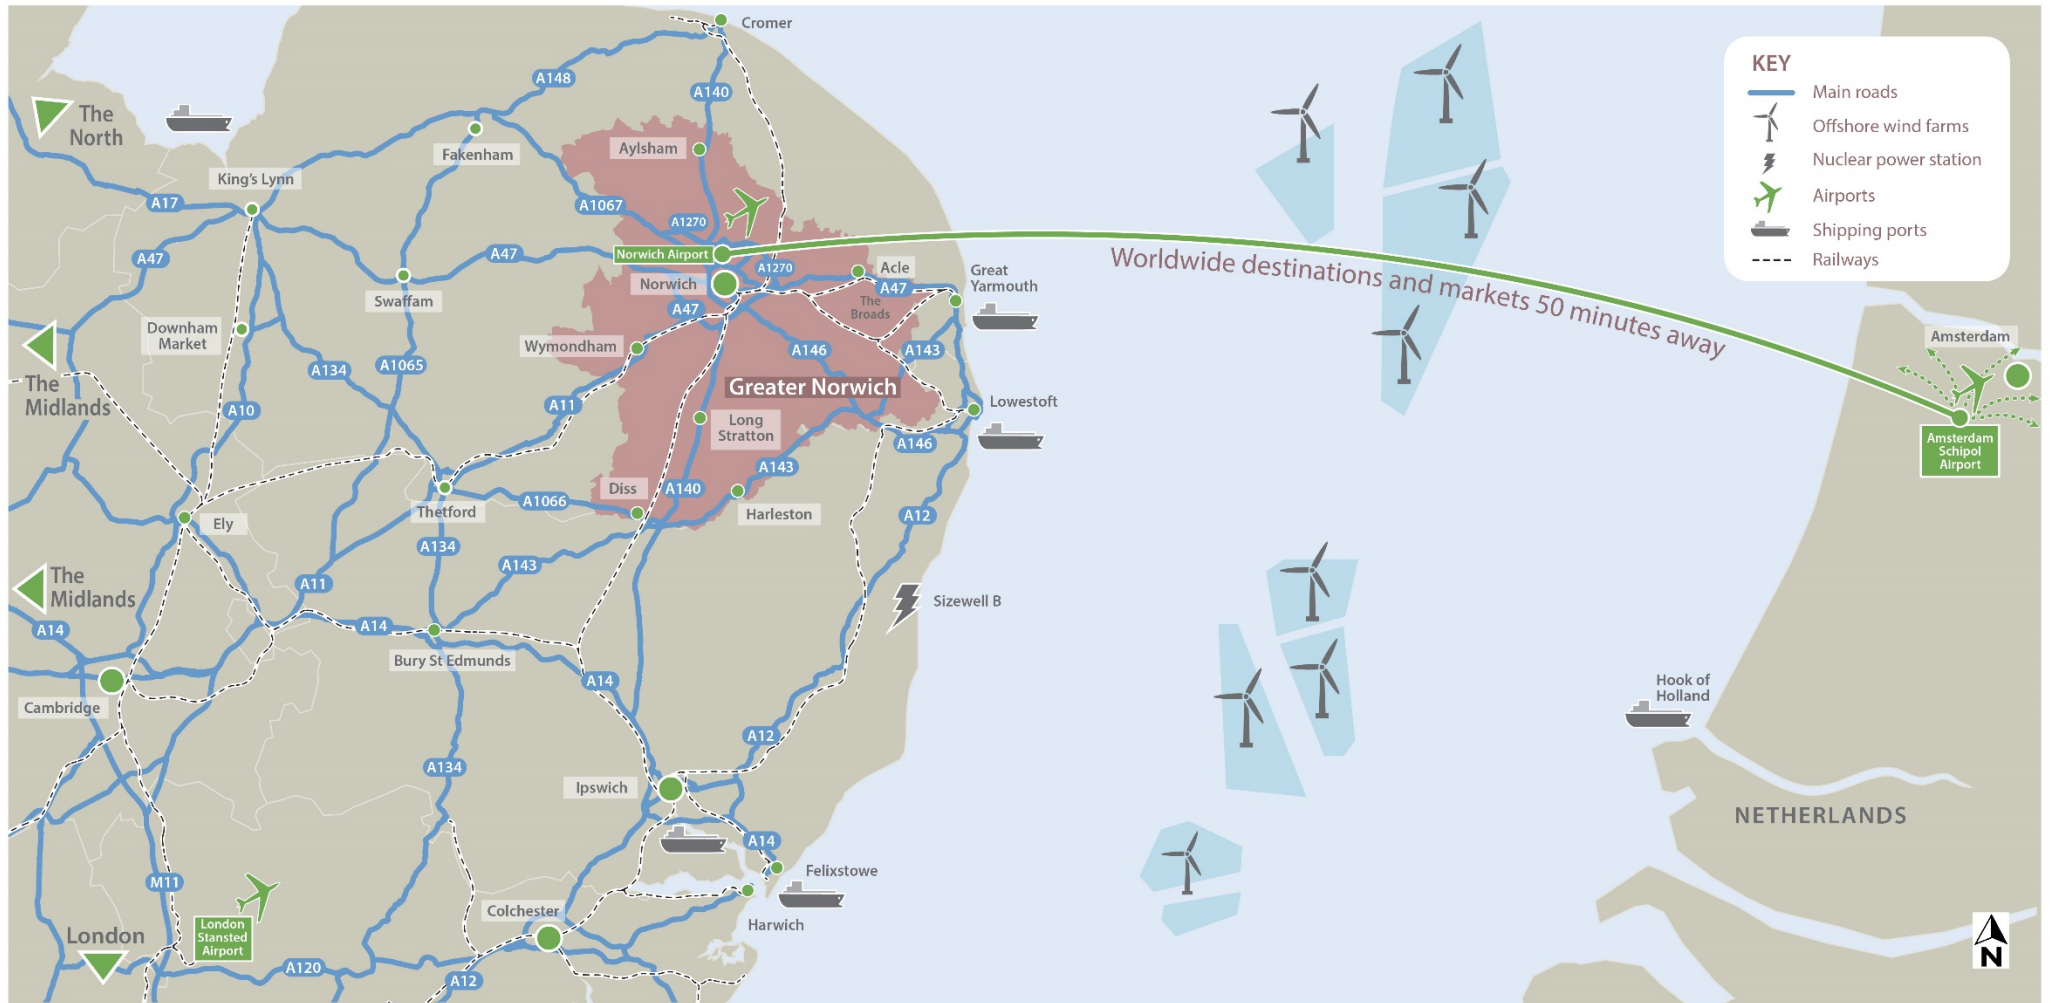 Cromer
A148
A140
The
North
Fakenham
Aylsham
King's Lynn
A17
A1067
A1270
A47
A47
Norwich Airport
A1270
Acle
Norwich
A47
Great
Yarmouth
Swaffam
The
Broads
A47
Downham
Market
Wymondham
A146
A143
The
Midlands
A134
A1065
Greater Norwich
A10
A11
Lowestoft
Long
Stratton
A146
A143
Diss
A140
A1066
Thetford
Harleston
A12
Ely
A134
A143
The
Midlands
A11
Sizewell B
A14
A14
Bury St Edmunds
A14
Cambridge
A12
A134
Ipswich
A14
Felixstowe
M11
Colchester
Harwich
London
Stansted
Airport
London
A120
A12
Worldwide destinations and markets 50 minutes away
KEY
Main roads
Offshore wind farms
Nuclear power station
Airports
Shipping ports
Railways
Amsterdam
Amsterdam
Schipol
Airport
Hook of
Holland
NETHERLANDS
N